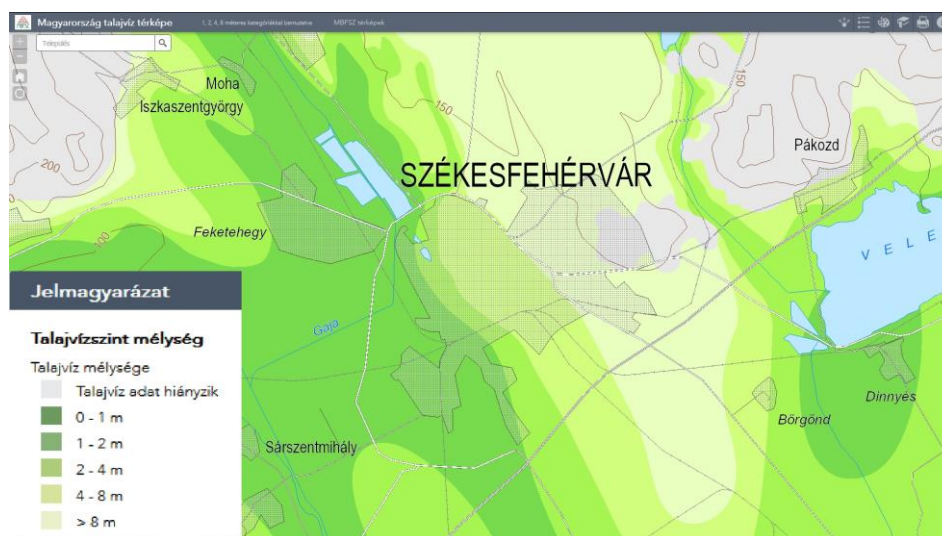 Magyarország talajvíz térképe
1, 2, 4, 8 méteres kategóriákkal bemutatva
MBFSZ térképek
Település
Moha
Iszkaszentgyörgy
150
150
Pákozd
200
SZÉKESFEHÉRVÁR
Feketehegy
100
VELE
Gaja
Jelmagyarázat
Talajvízszint mélység
Talajvíz mélysége
Talajvíz adat hiányzik
0 - 1 m
1 - 2 m
2 - 4 m
4 - 8 m
> 8 m
Dinnyés
Börgönd
Sárszentmihály